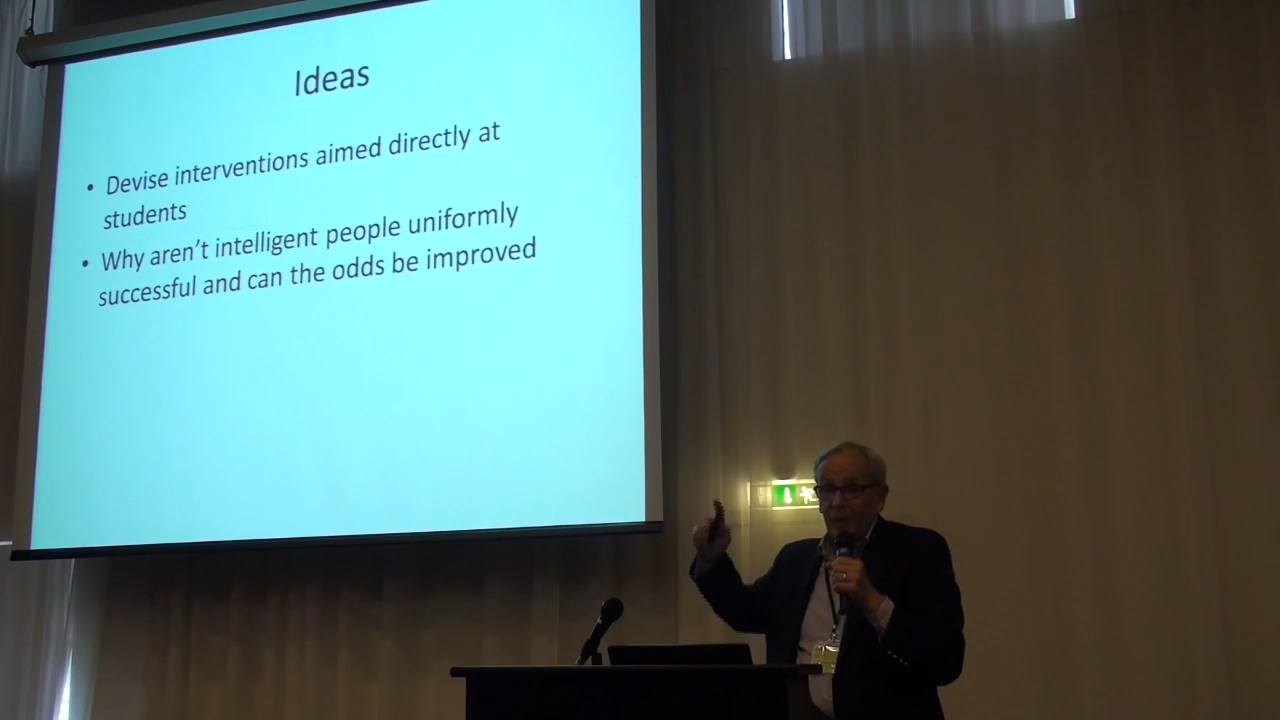 Ideas
• Devise interventions aimed directly at
students
• Why aren't intelligent people uniformly
successful and can the odds be improved